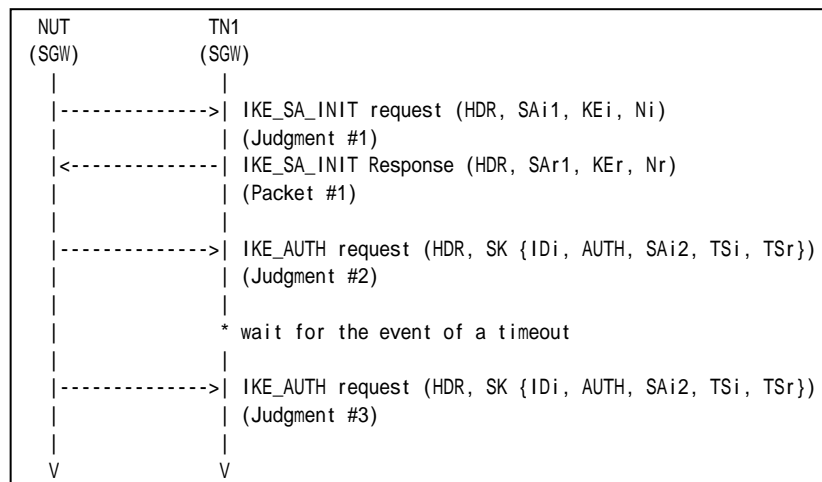 NUT TN1
(SGW) (SGW)
| |
|-------------->| IKE_SA_INIT request (HDR, SAi1, KEi, Ni)
| | (Judgment #1)
|<--------------| IKE_SA_INIT Response (HDR, SAr1, KEr, Nr)
| | (Packet #1)
| |
|-------------->| IKE_AUTH request (HDR, SK {IDi, AUTH, SAi2, TSi, TSr})
| | (Judgment #2)
| |
| * wait for the event of a timeout
| |
|-------------->| IKE_AUTH request (HDR, SK {IDi, AUTH, SAi2, TSi, TSr})
| | (Judgment #3)
| |
V V